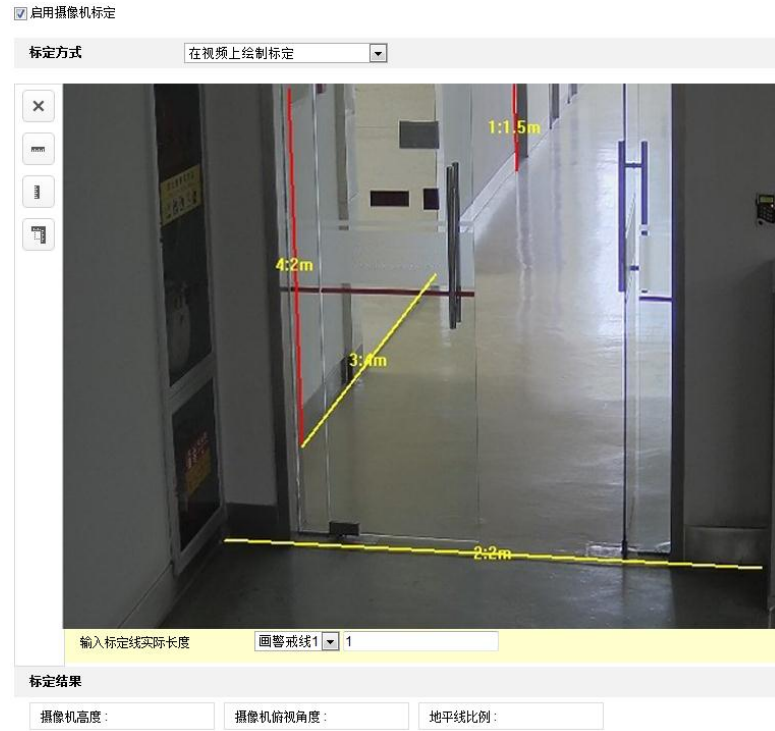 启用摄像机标定
标定方式 在视频上绘制标定
1:1.5m
4:2m
3:4m
2:2m
输入标定线实际长度 画警戒线1 1
标定结果
摄像机高度: 摄像机俯视角度: 地平线比例: